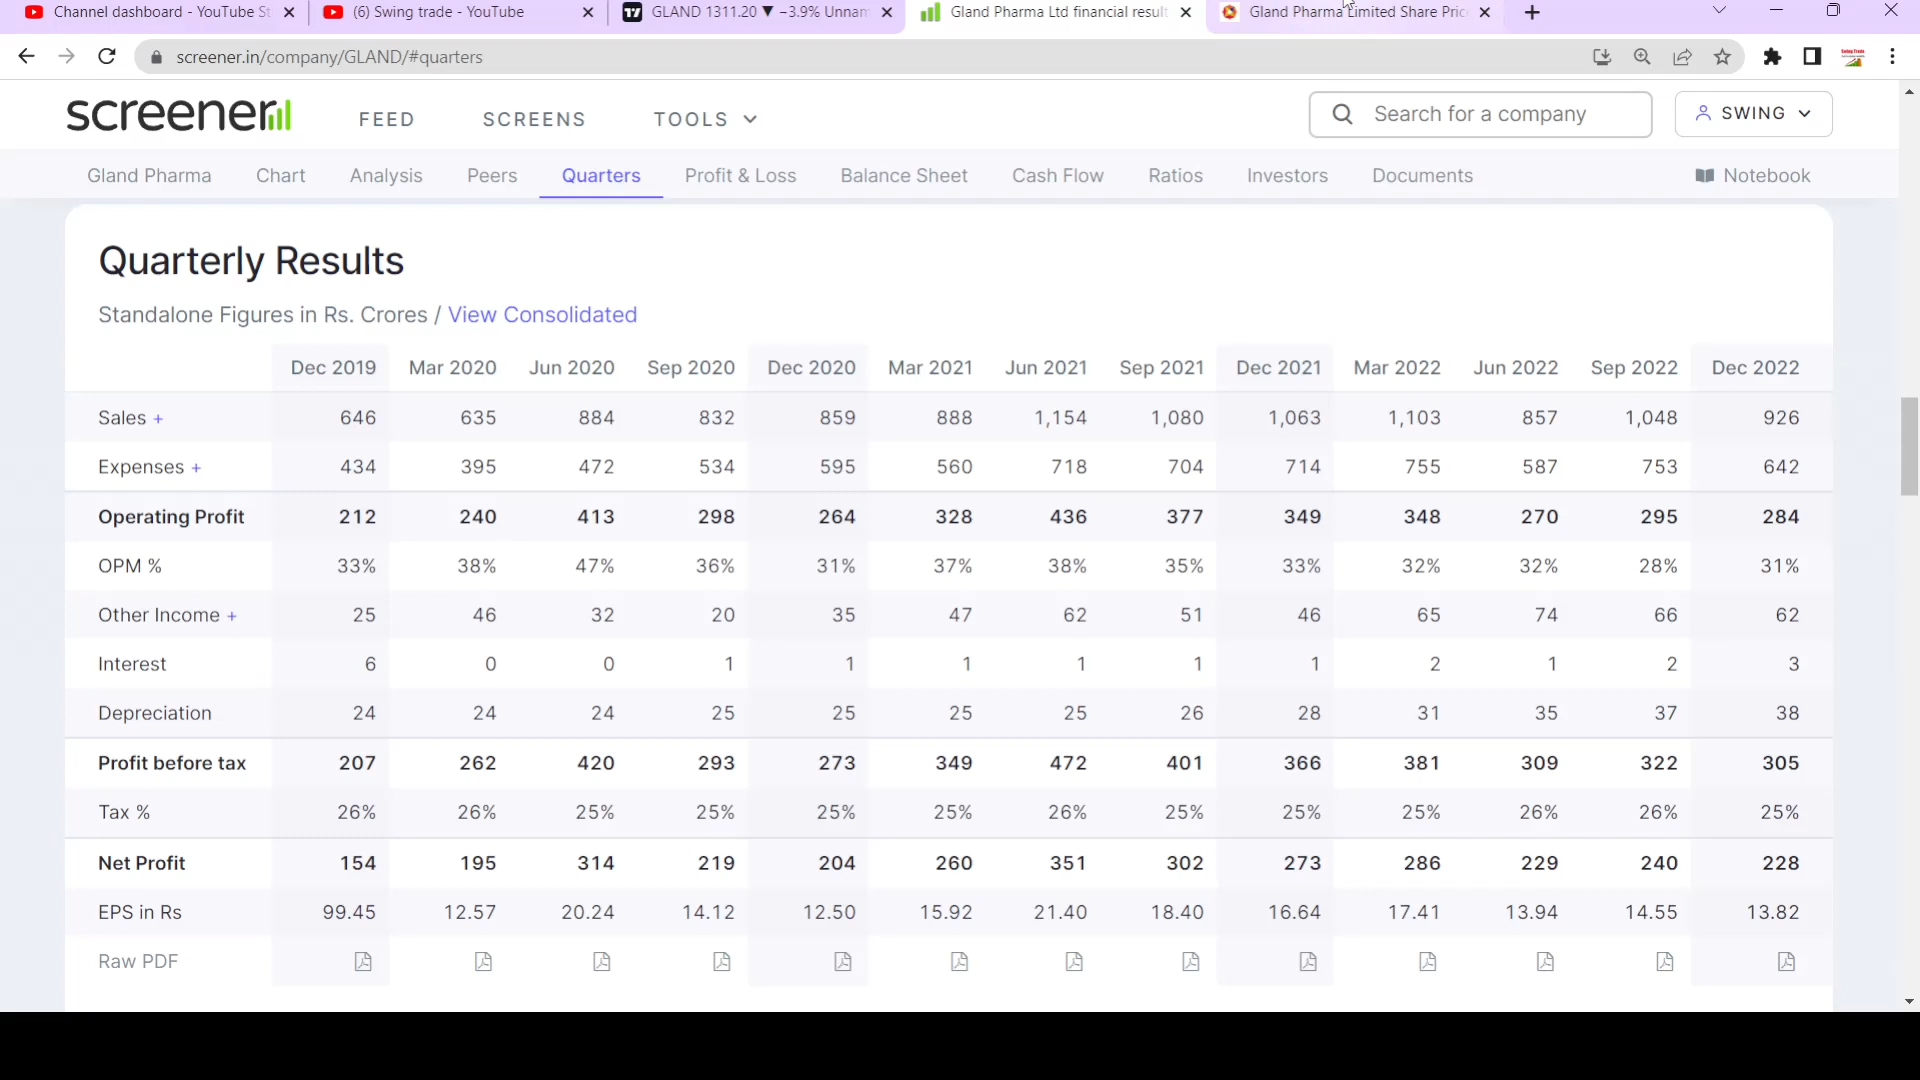 Channel dashboard - YouTube St
(6) Swing trade - YouTube
GLAND 1311.20 ▼ −3.9% Unnam
Gland Pharma Ltd financial result
Gland Pharma Limited Share Pric
screener.in/company/GLAND/#quarters
screener
FEED
SCREENS
TOOLS
Search for a company
SWING
Gland Pharma
Chart
Analysis
Peers
Quarters
Profit & Loss
Balance Sheet
Cash Flow
Ratios
Investors
Documents
Notebook
Quarterly Results
Standalone Figures in Rs. Crores / View Consolidated
Dec 2019 Mar 2020 Jun 2020 Sep 2020 Dec 2020 Mar 2021 Jun 2021 Sep 2021 Dec 2021 Mar 2022 Jun 2022 Sep 2022 Dec 2022
Sales + 646 635 884 832 859 888 1,154 1,080 1,063 1,103 857 1,048 926
Expenses + 434 395 472 534 595 560 718 704 714 755 587 753 642
Operating Profit 212 240 413 298 264 328 436 377 349 348 270 295 284
OPM % 33% 38% 47% 36% 31% 37% 38% 35% 33% 32% 32% 28% 31%
Other Income + 25 46 32 20 35 47 62 51 46 65 74 66 62
Interest 6 0 0 1 1 1 1 1 1 2 1 2 3
Depreciation 24 24 24 25 25 25 25 26 28 31 35 37 38
Profit before tax 207 262 420 293 273 349 472 401 366 381 309 322 305
Tax % 26% 26% 25% 25% 25% 25% 26% 25% 25% 25% 26% 26% 25%
Net Profit 154 195 314 219 204 260 351 302 273 286 229 240 228
EPS in Rs 99.45 12.57 20.24 14.12 12.50 15.92 21.40 18.40 16.64 17.41 13.94 14.55 13.82
Raw PDF